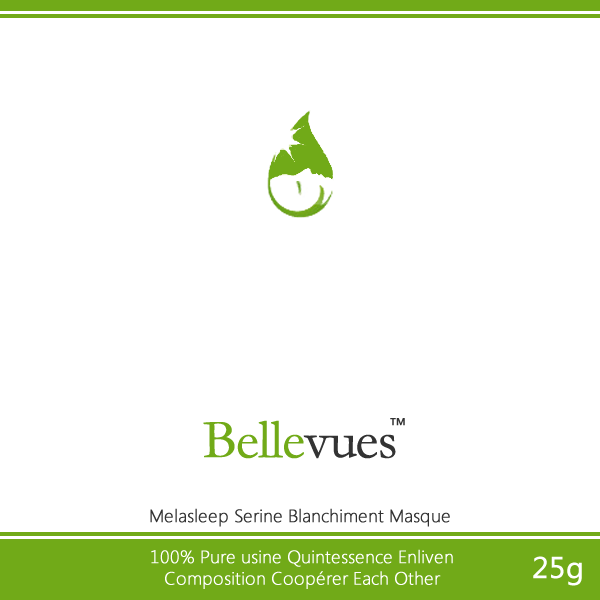 Bellevues™
Melasleep Serine Blanchiment Masque
100% Pure usine Quintessence Enliven
Composition Coopérer Each Other
25g